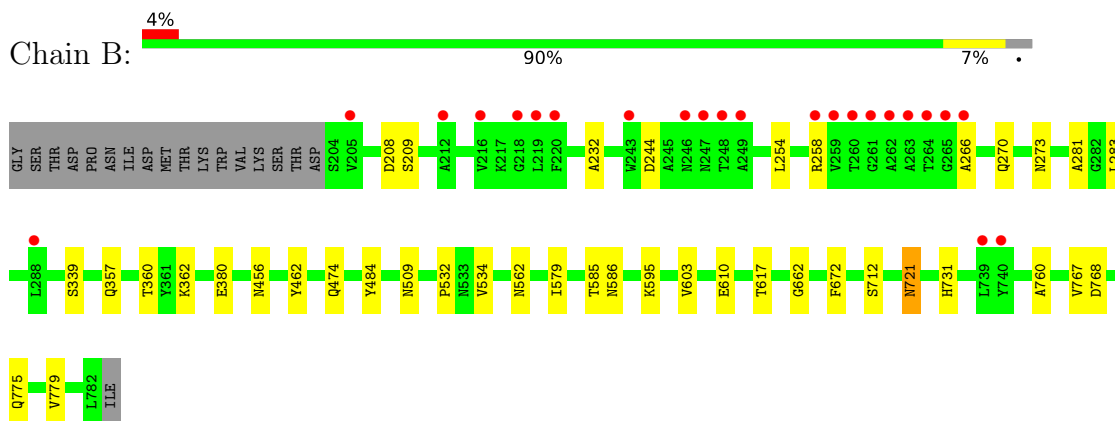 4%
Chain B:
90% 7% •
GLY SER THR ASP PRO ASN ILE ASP MET THR LYS TRP VAL LYS SER THR ASP S204 V205 D208 S209 A212 V216 K217 G218 L219 F220 A232 W243 D244 A245 N246 N247 T248 A249 L254 R258 V259 T260 G261 A262 A263 T264 G265 A266 Q270 N273 A281 G282 L283
L288 S339 Q357 T360 Y361 K362 E380 N456 Y462 Q474 Y484 N509 P532 N533 V534 N562 I579 T585 N586 K595 V603 E610 T617 G662 F672 S712 N721 H731 L739 Y740 A760 V767 D768
Q775 V779 L782 ILE